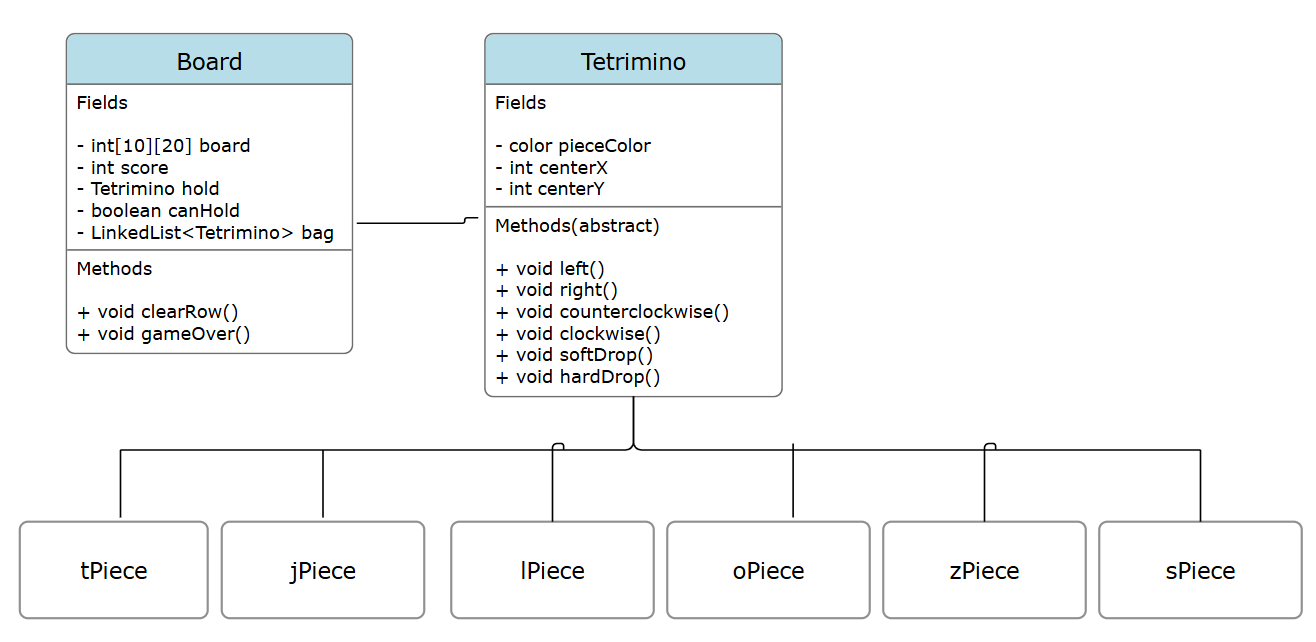 Board
Fields
- int[10][20] board
- int score
- Tetrimino hold
- boolean canHold
- LinkedList<Tetrimino> bag
Methods
+ void clearRow()
+ void gameOver()
Tetrimino
Fields
- color pieceColor
- int centerX
- int centerY
Methods(abstract)
+ void left()
+ void right()
+ void counterclockwise()
+ void clockwise()
+ void softDrop()
+ void hardDrop()
tPiece
jPiece
lPiece
oPiece
zPiece
sPiece